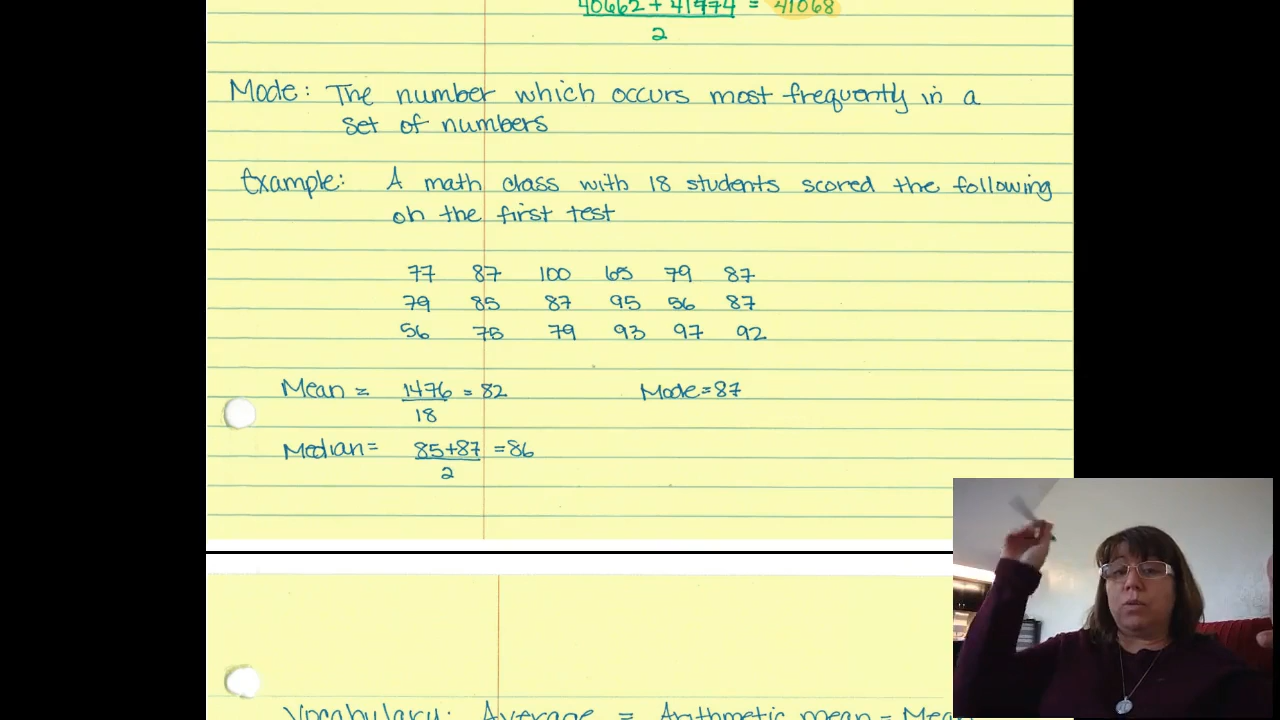 40662 + 41474 = 41068
2
Mode: The number which occurs most frequently in a
set of numbers
Example: A math class with 18 students scored the following
on the first test
77 87 100 65 79 87
79 85 87 95 56 87
56 75 79 93 97 92
Mean = 1476 = 82 Mode = 87
18
Median = 85+87 = 86
2
Vocabulary: Average = Arithmetic mean = Mean